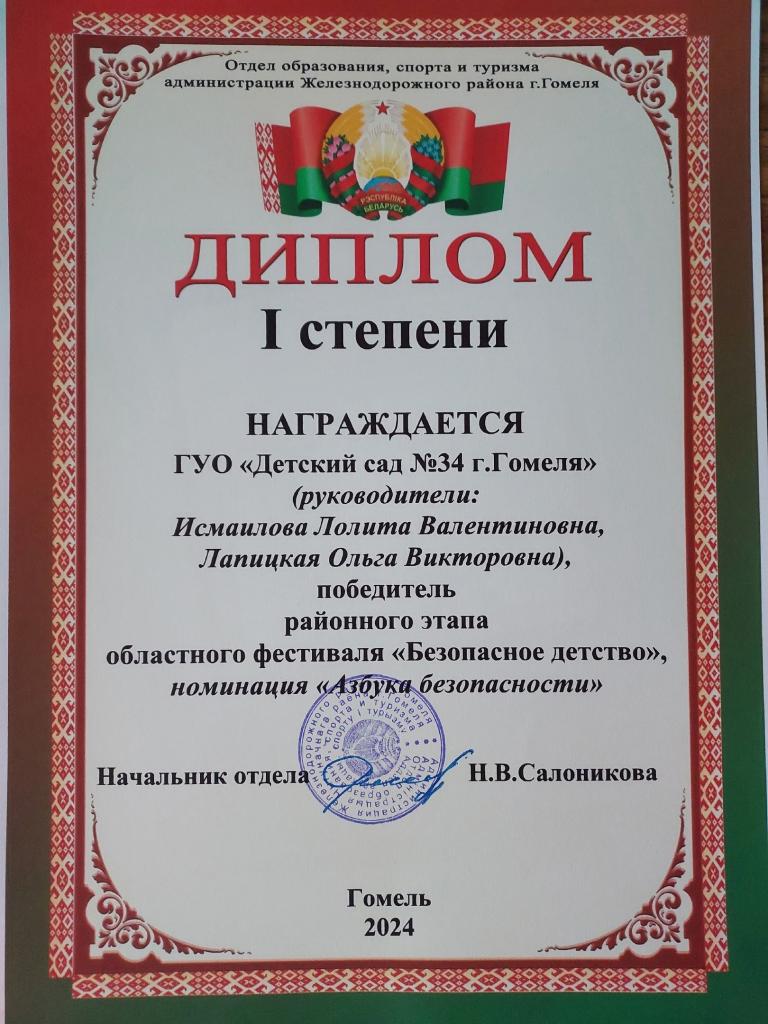 Отдел образования, спорта и туризма
администрации Железнодорожного района г.Гомеля
РЭСПУБЛІКА
БЕЛАРУСЬ
ДИПЛОМ
I степени
НАГРАЖДАЕТСЯ
ГУО «Детский сад №34 г.Гомеля»
(руководители:
Исмаилова Лолита Валентиновна,
Лапицкая Ольга Викторовна),
победитель
районного этапа
областного фестиваля «Безопасное детство»,
номинация «Азбука безопасности»
Начальник отдела
Н.В.Салоникова
Гомель
2024